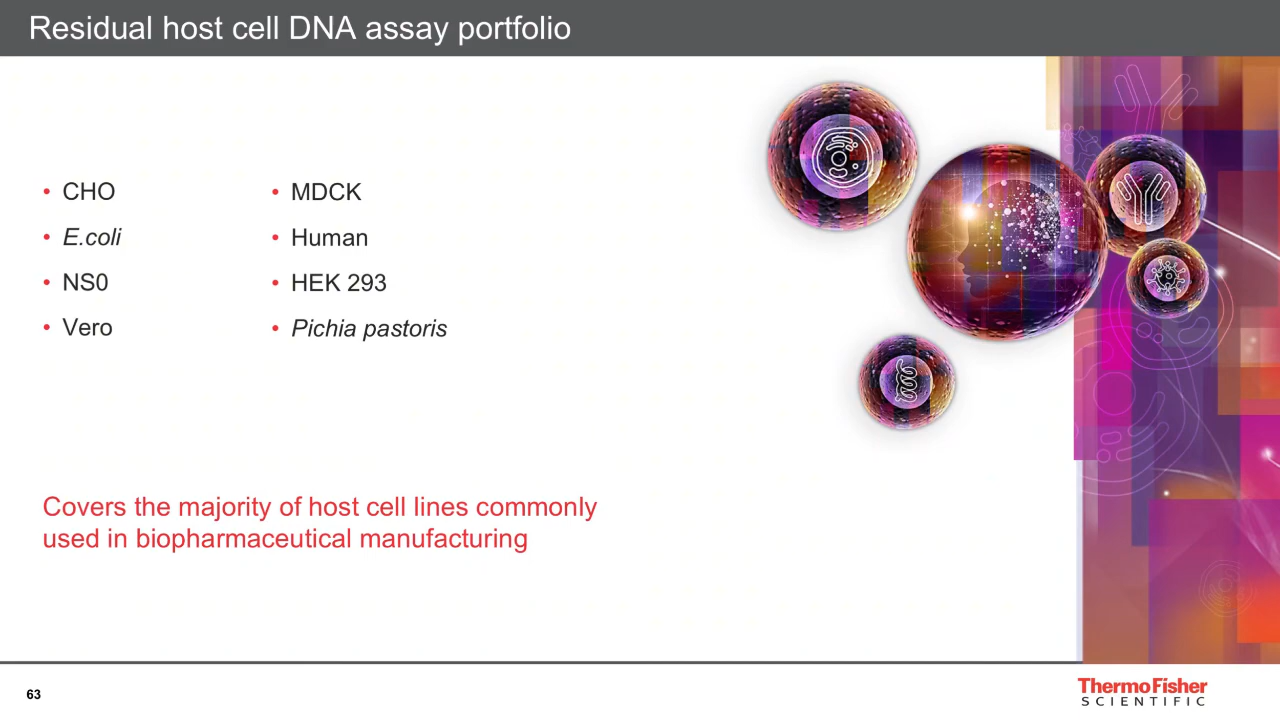 Residual host cell DNA assay portfolio
• CHO
• E.coli
• NS0
• Vero
• MDCK
• Human
• HEK 293
• Pichia pastoris
Covers the majority of host cell lines commonly
used in biopharmaceutical manufacturing
63
ThermoFisher
SCIENTIFIC